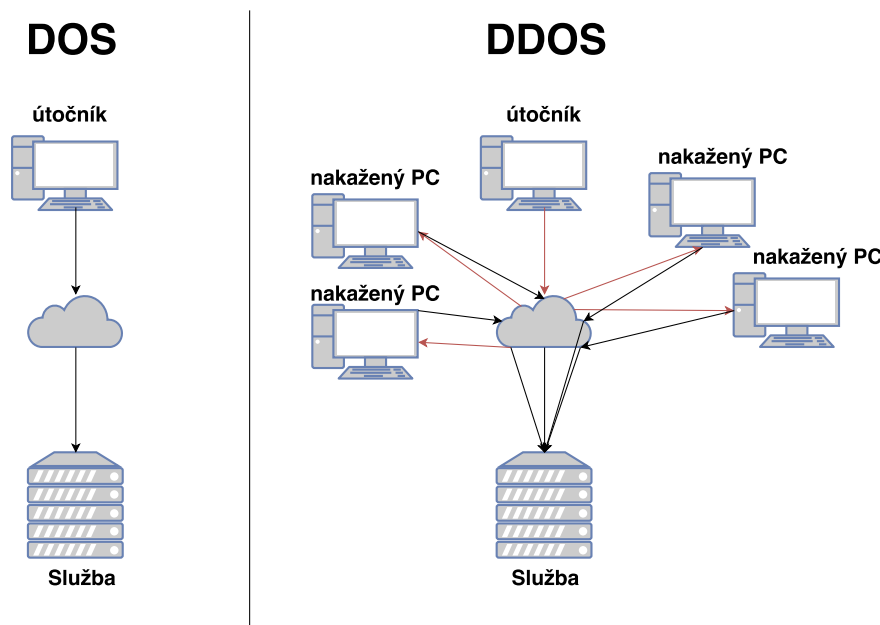 DOS
útočník
Služba
DDOS
útočník
nakažený PC
nakažený PC
nakažený PC
nakažený PC
Služba